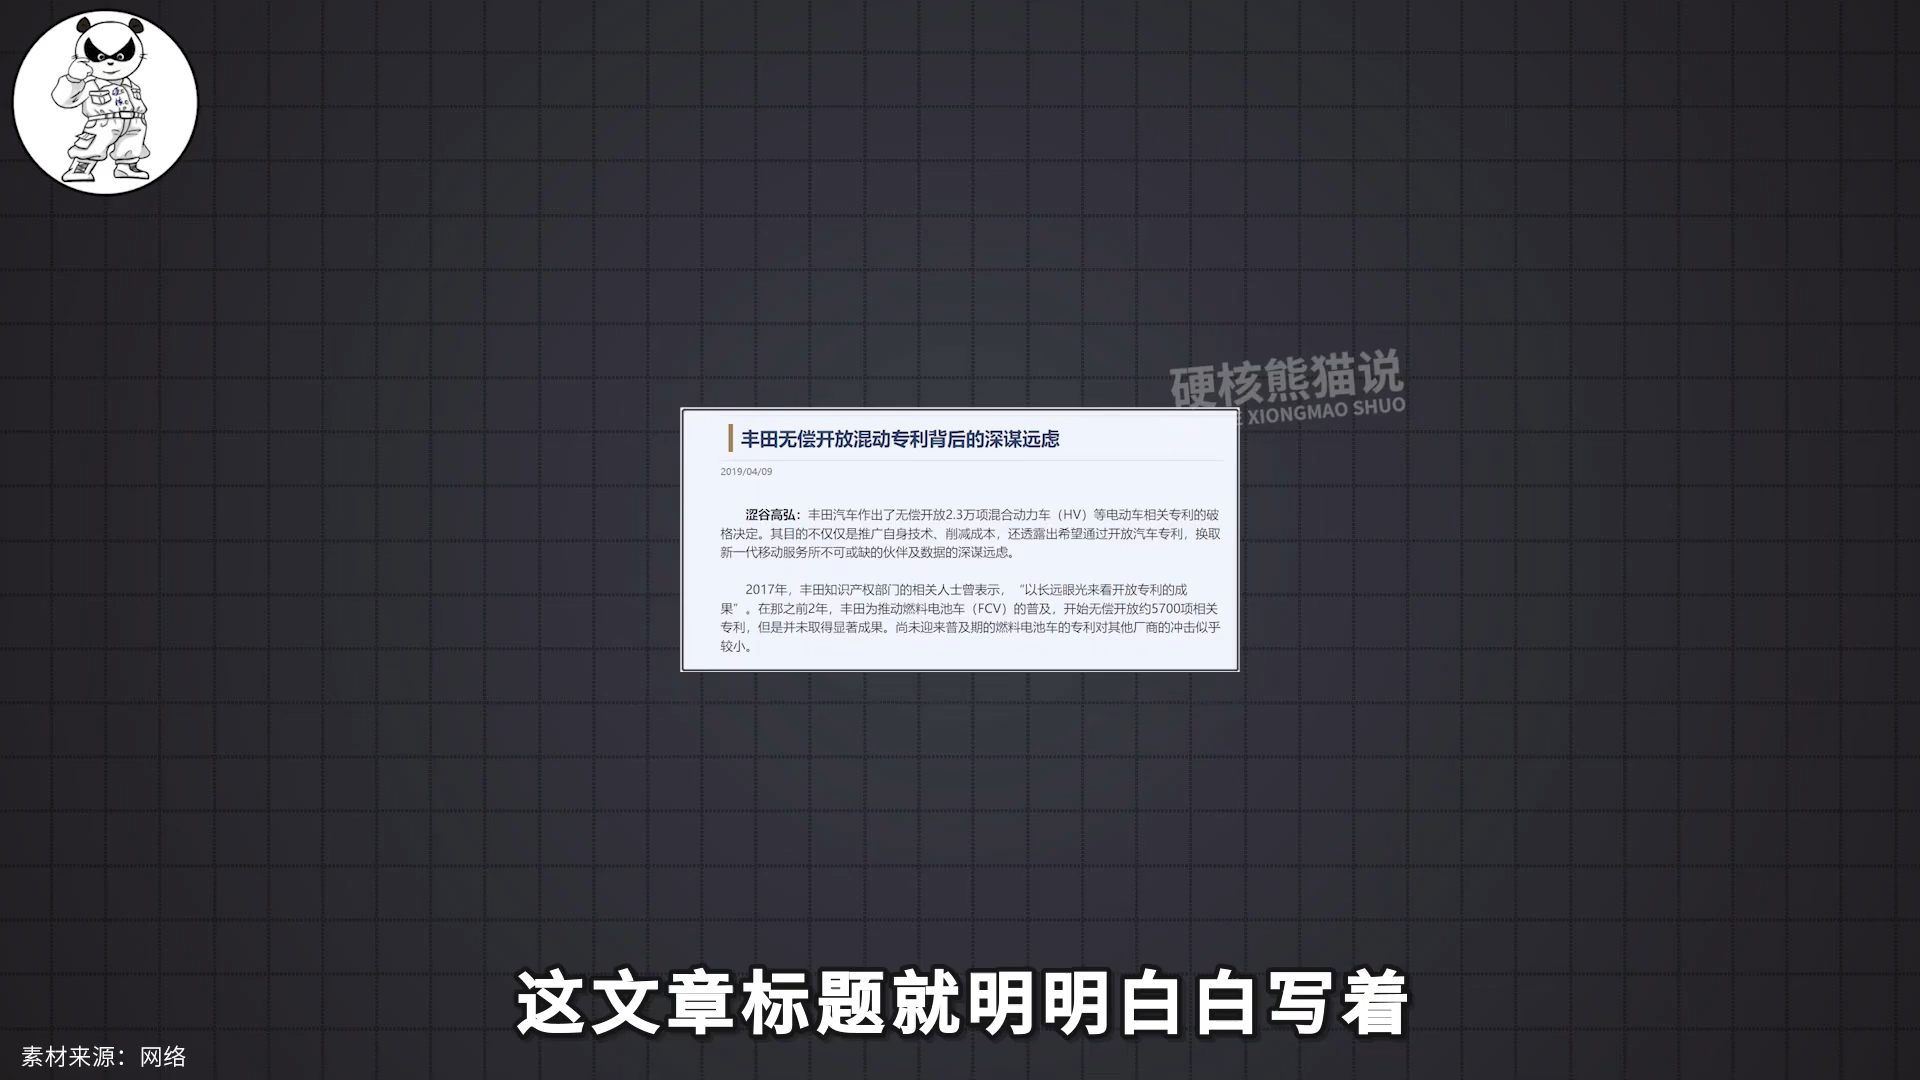 硬核熊猫说
XIONGMAO SHUO
丰田无偿开放混动专利背后的深谋远虑
2019/04/09
涩谷高弘：丰田汽车作出了无偿开放2.3万项混合动力车（HV）等电动车相关专利的破
格决定。其目的不仅仅是推广自身技术、削减成本，还透露出希望通过开放汽车专利，换取
新一代移动服务所不可或缺的伙伴及数据的深谋远虑。
2017年，丰田知识产权部门的相关人士曾表示，“以长远眼光来看开放专利的成
果”。在那之前2年，丰田为推动燃料电池车（FCV）的普及，开始无偿开放约5700项相关
专利，但是并未取得显著成果。尚未迎来普及期的燃料电池车的专利对其他厂商的冲击似乎
较小。
这文章标题就明明白白写着
素材来源：网络